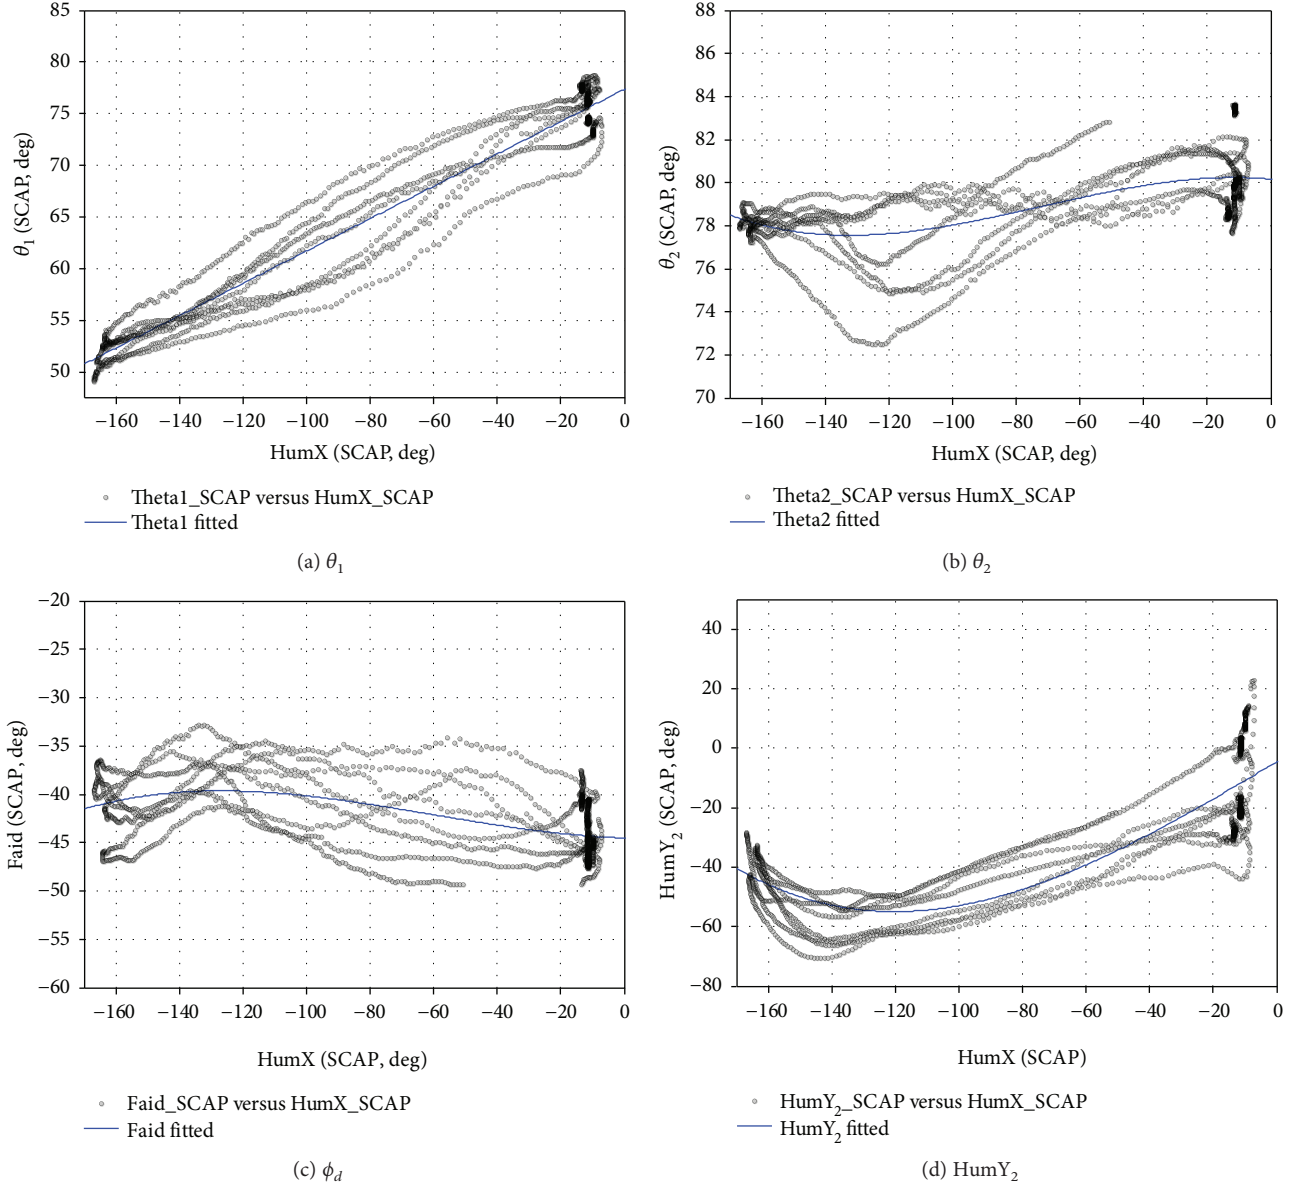 85
80
75
70
65
60
55
50
θ1 (SCAP, deg)
−160 −140 −120 −100 −80 −60 −40 −20 0
HumX (SCAP, deg)
Theta1_SCAP versus HumX_SCAP
Theta1 fitted
(a) θ1
88
86
84
82
80
78
76
74
72
70
θ2 (SCAP, deg)
−160 −140 −120 −100 −80 −60 −40 −20 0
HumX (SCAP, deg)
Theta2_SCAP versus HumX_SCAP
Theta2 fitted
(b) θ2
−20
−25
−30
−35
−40
−45
−50
−55
−60
Faid (SCAP, deg)
−160 −140 −120 −100 −80 −60 −40 −20 0
HumX (SCAP, deg)
Faid_SCAP versus HumX_SCAP
Faid fitted
(c) ϕd
40
20
0
−20
−40
−60
−80
HumY2 (SCAP, deg)
−160 −140 −120 −100 −80 −60 −40 −20 0
HumX (SCAP)
HumY2_SCAP versus HumX_SCAP
HumY2 fitted
(d) HumY2